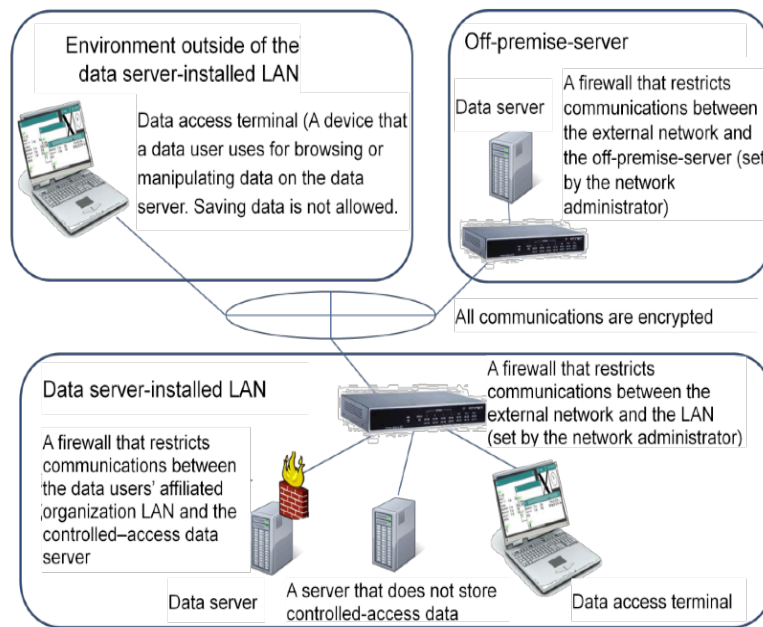 Environment outside of the
data server-installed LAN
Data access terminal (A device that
a data user uses for browsing or
manipulating data on the data
server. Saving data is not allowed.
Off-premise-server
Data server
A firewall that restricts
communications between
the external network and
the off-premise-server (set
by the network
administrator)
All communications are encrypted
Data server-installed LAN
A firewall that restricts
communications between the
external network and the LAN
(set by the network administrator)
A firewall that restricts
communications between
the data users' affiliated
organization LAN and the
controlled–access data
server
Data server
A server that does not store
controlled-access data
Data access terminal